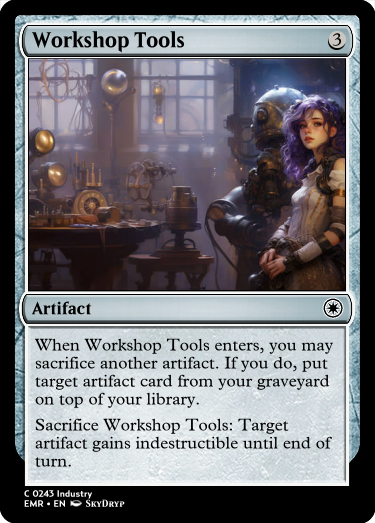 Workshop Tools 3
Artifact
When Workshop Tools enters, you may
sacrifice another artifact. If you do, put
target artifact card from your graveyard
on top of your library.
Sacrifice Workshop Tools: Target
artifact gains indestructible until end of
turn.
C 0243 Industry
EMR • EN SkyDryp